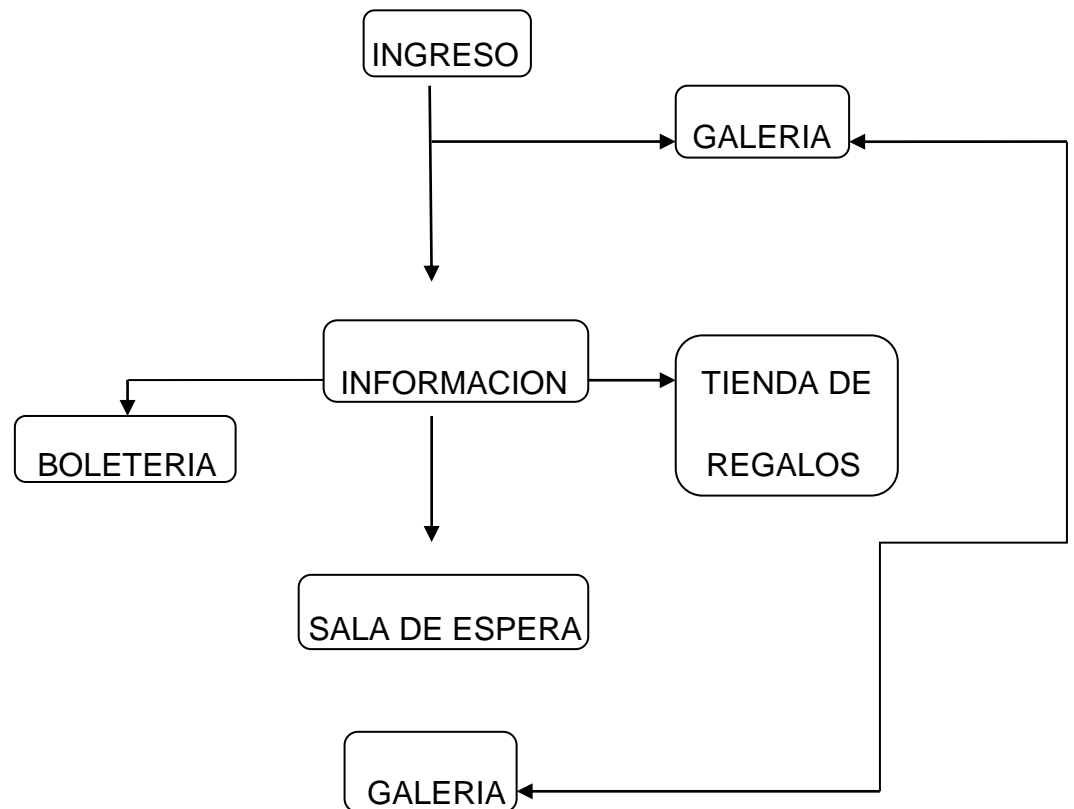 INGRESO
GALERIA
INFORMACION
TIENDA DE
REGALOS
BOLETERIA
SALA DE ESPERA
GALERIA